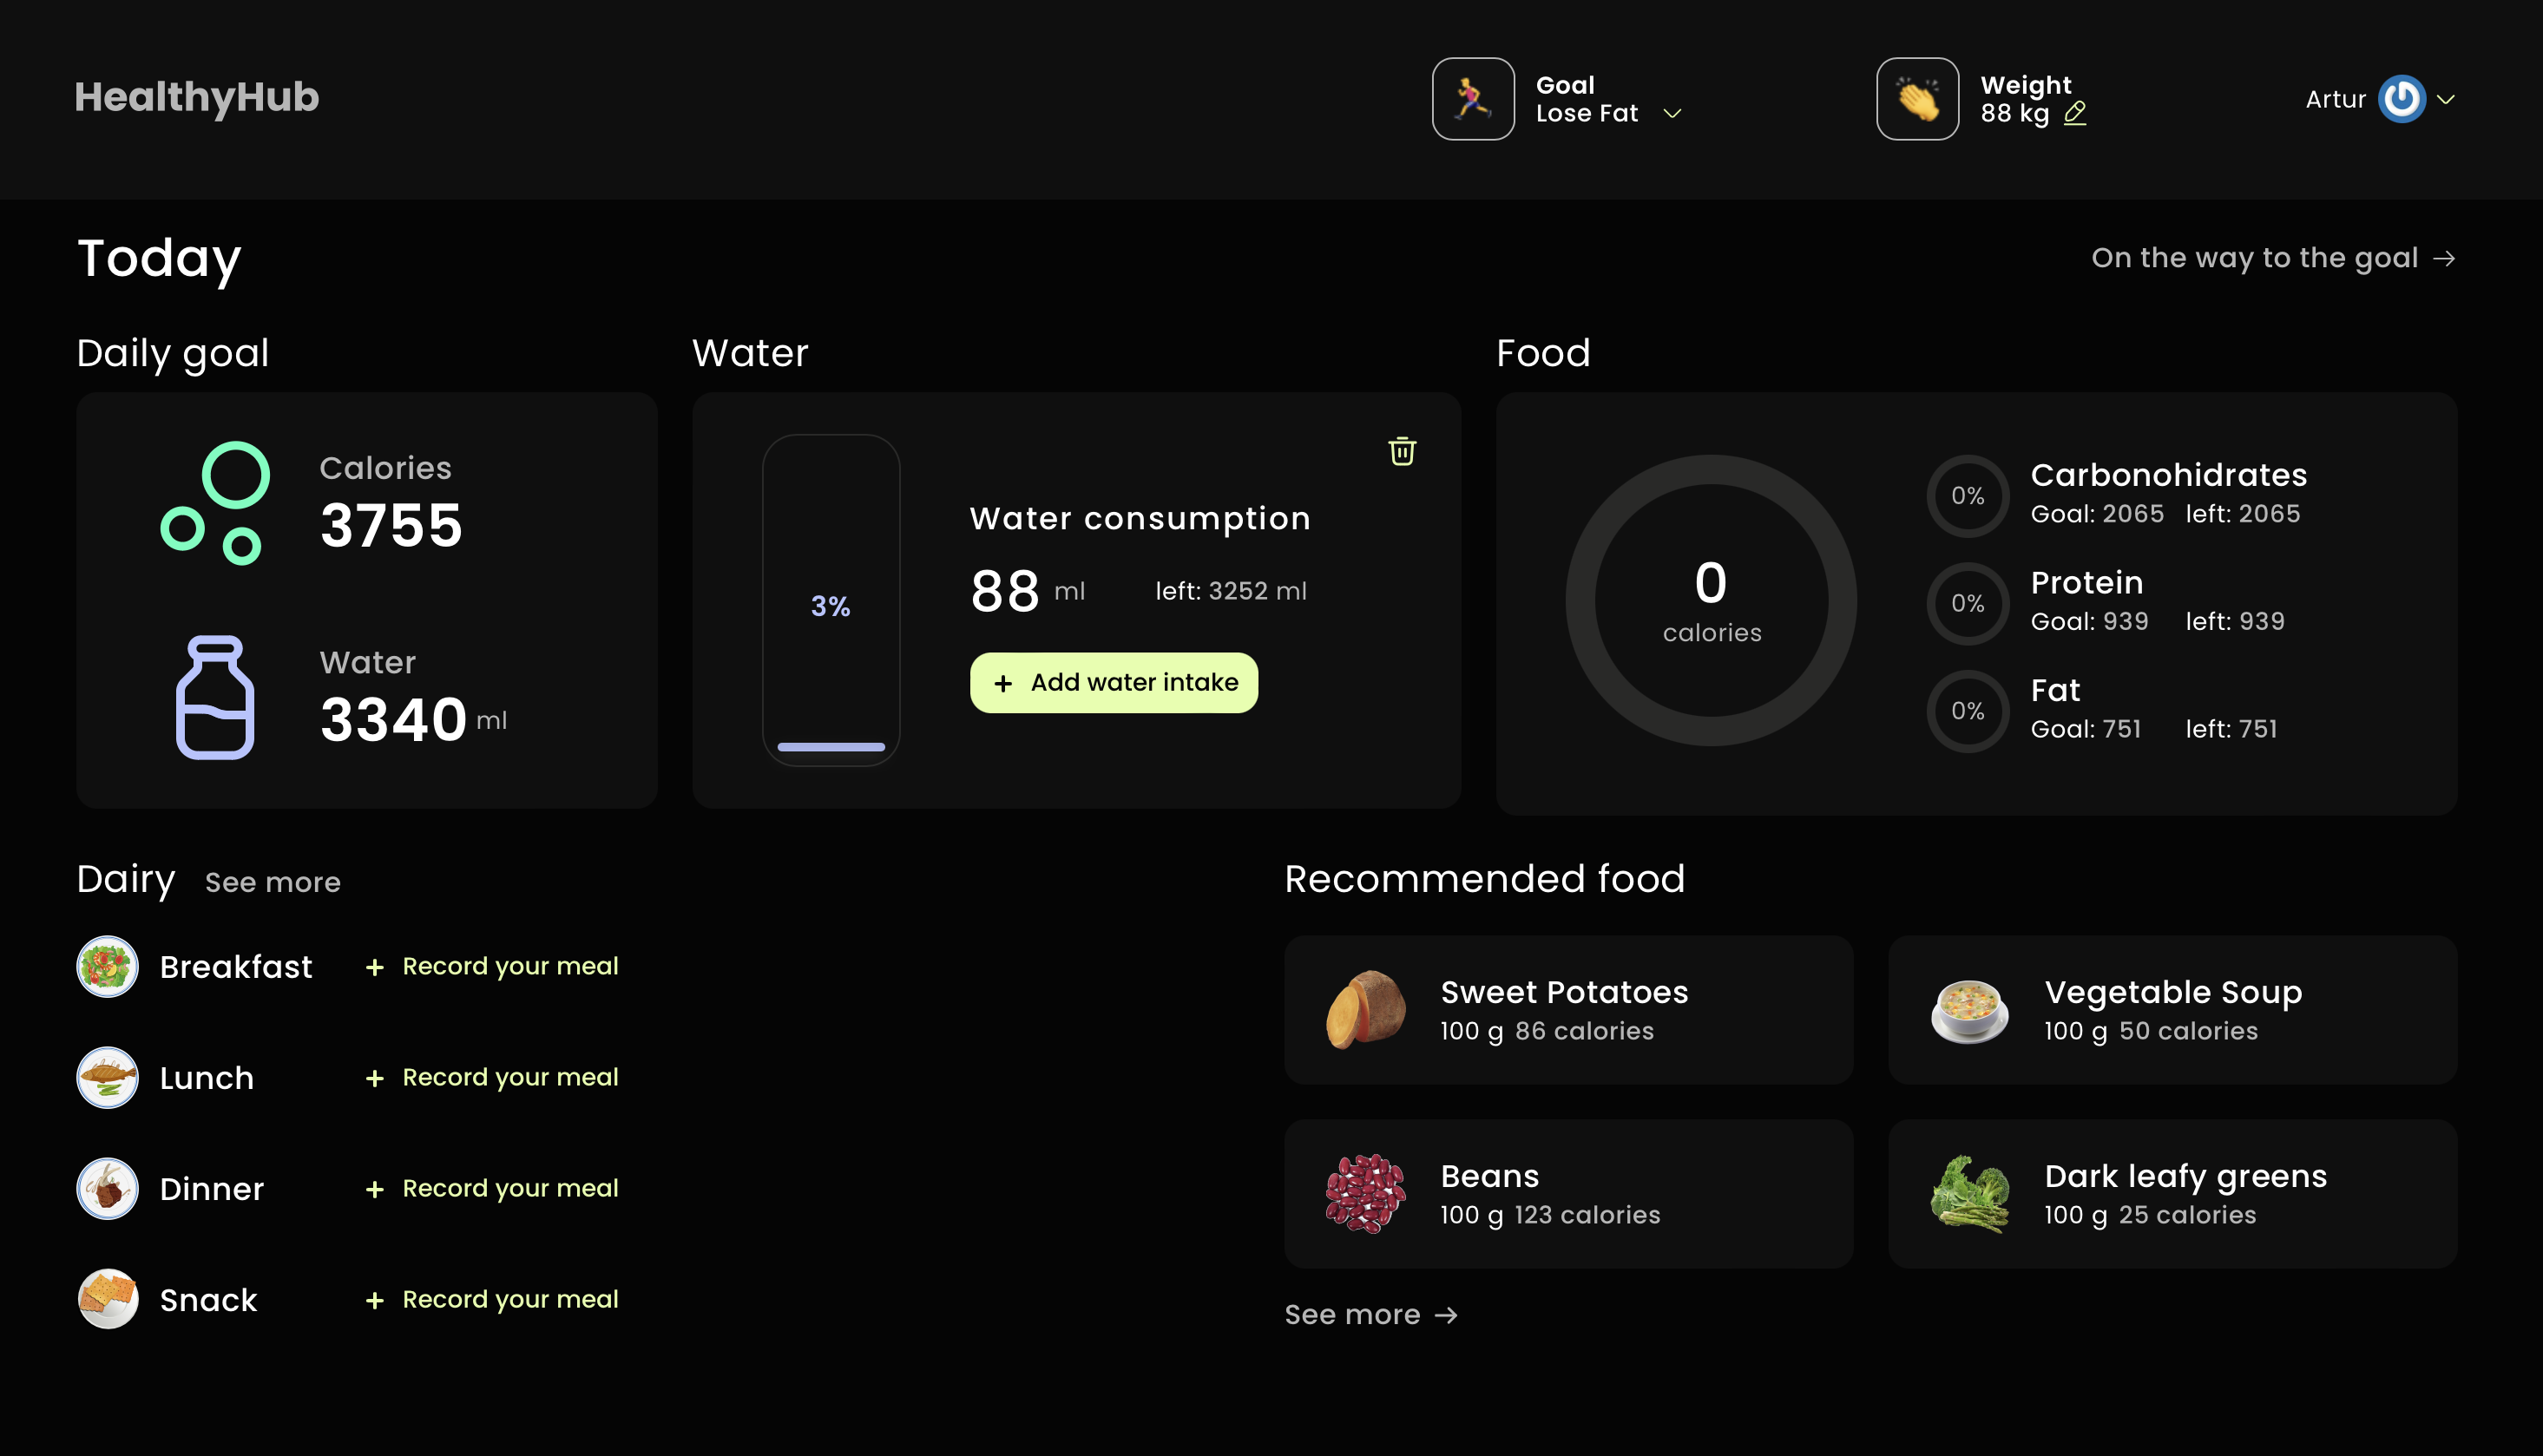 HealthyHub
Goal
Lose Fat
Weight
88 kg
Artur
Today
On the way to the goal →
Daily goal
Calories
3755
Water
3340 ml
Water
3%
Water consumption
88 ml left: 3252 ml
+ Add water intake
Food
0
calories
0% Carbonohidrates
Goal: 2065 left: 2065
0% Protein
Goal: 939 left: 939
0% Fat
Goal: 751 left: 751
Dairy See more
Breakfast + Record your meal
Lunch + Record your meal
Dinner + Record your meal
Snack + Record your meal
Recommended food
Sweet Potatoes
100 g 86 calories
Vegetable Soup
100 g 50 calories
Beans
100 g 123 calories
Dark leafy greens
100 g 25 calories
See more →